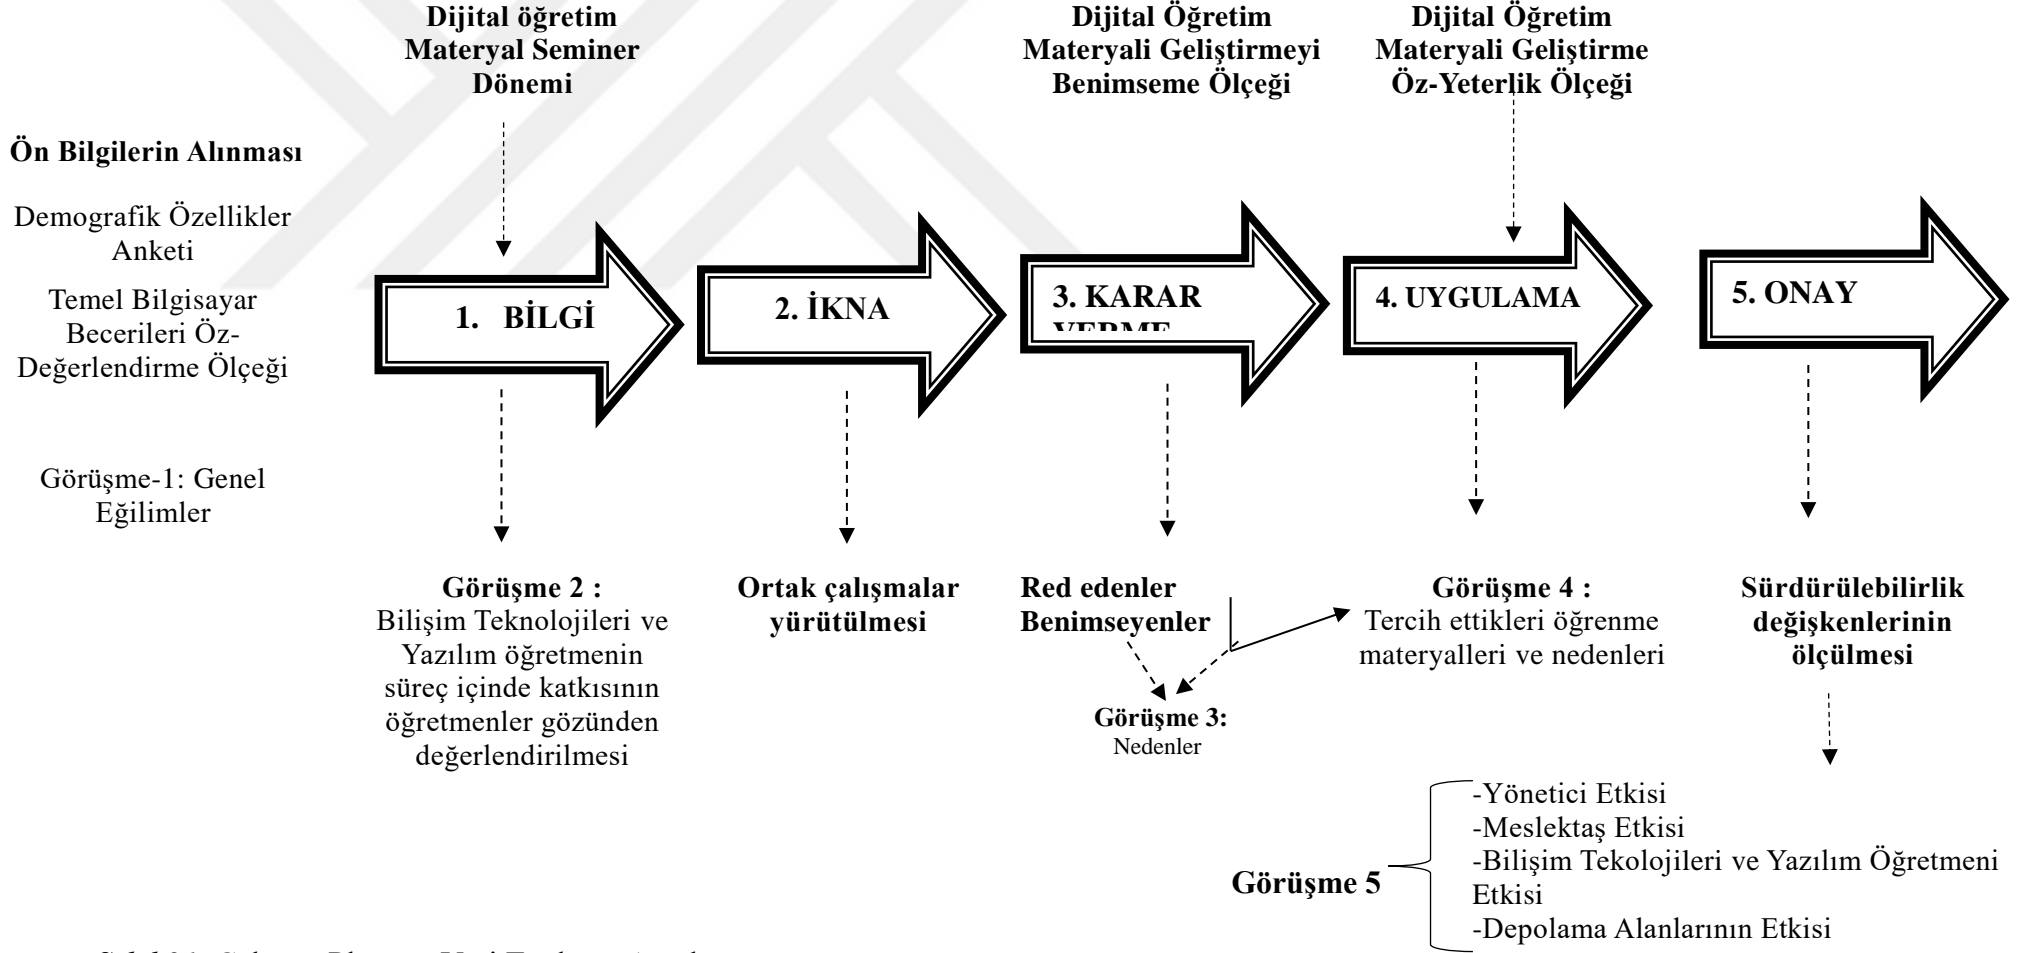 Dijital öğretim
Materyal Seminer
Dönemi
Dijital Öğretim
Materyali Geliştirmeyi
Benimseme Ölçeği
Dijital Öğretim
Materyali Geliştirme
Öz-Yeterlik Ölçeği
Ön Bilgilerin Alınması
Demografik Özellikler
Anketi
Temel Bilgisayar
Becerileri Öz-
Değerlendirme Ölçeği
Görüşme-1: Genel
Eğilimler
1. BİLGİ
2. İKNA
3. KARAR
VERME
4. UYGULAMA
5. ONAY
Görüşme 2 :
Bilişim Teknolojileri ve
Yazılım öğretmenin
süreç içinde katkısının
öğretmenler gözünden
değerlendirilmesi
Ortak çalışmalar
yürütülmesi
Red edenler
Benimseyenler
Görüşme 3:
Nedenler
Görüşme 4 :
Tercih ettikleri öğrenme
materyalleri ve nedenleri
Sürdürülebilirlik
değişkenlerinin
ölçülmesi
Görüşme 5
-Yönetici Etkisi
-Meslektaş Etkisi
-Bilişim Tekolojileri ve Yazılım Öğretmeni
Etkisi
-Depolama Alanlarının Etkisi